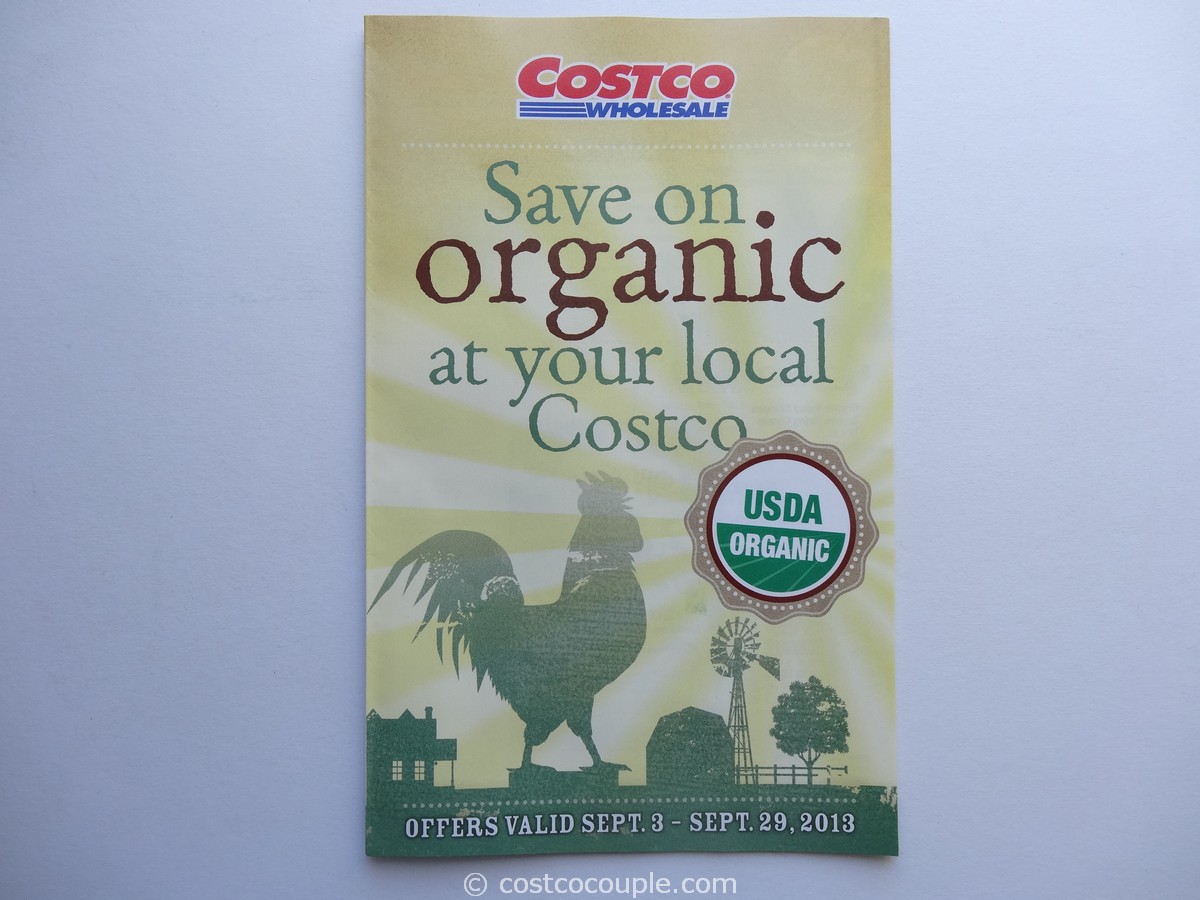 COSTCO
WHOLESALE
Save on
organic
at your local
Costco
USDA
ORGANIC
OFFERS VALID SEPT. 3 - SEPT. 29, 2013
© costcocouple.com